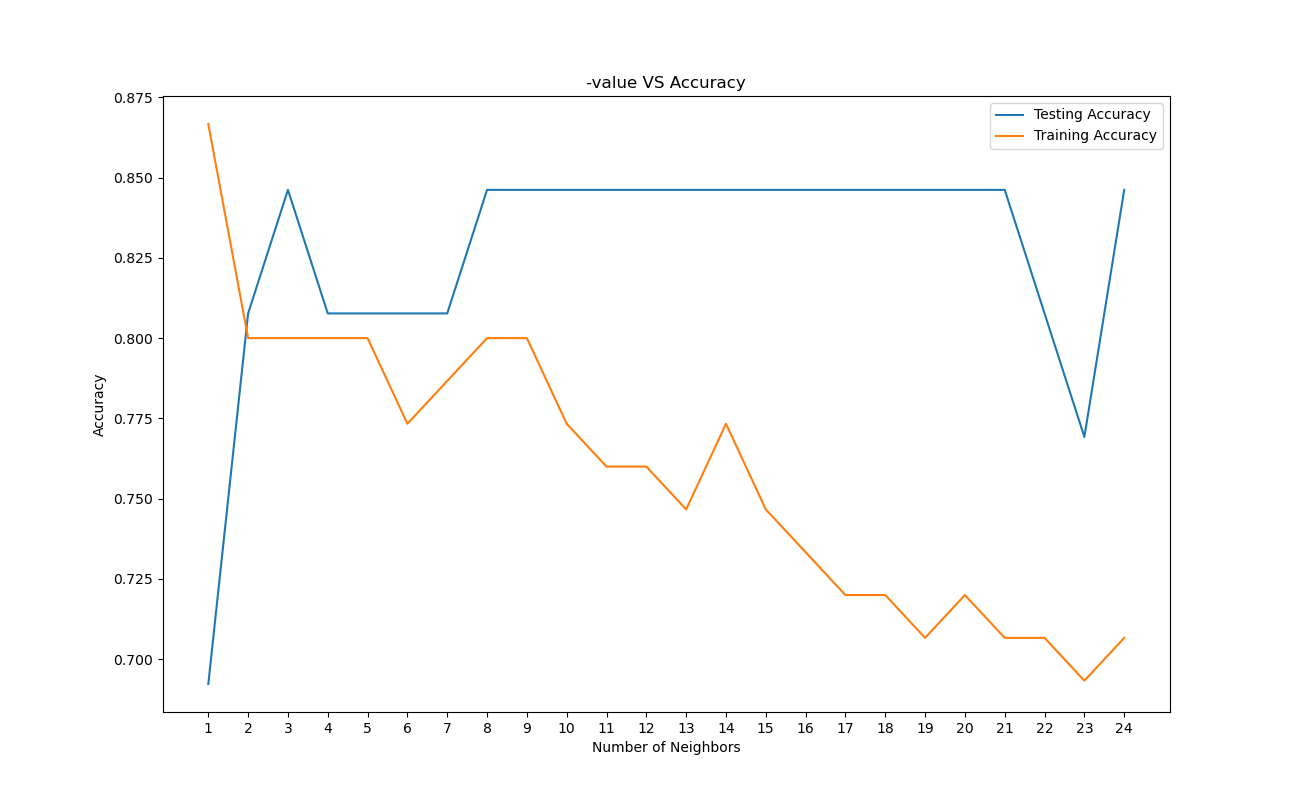 -value VS Accuracy
Testing Accuracy
Training Accuracy
Accuracy
0.875
0.850
0.825
0.800
0.775
0.750
0.725
0.700
1 2 3 4 5 6 7 8 9 10 11 12 13 14 15 16 17 18 19 20 21 22 23 24
Number of Neighbors